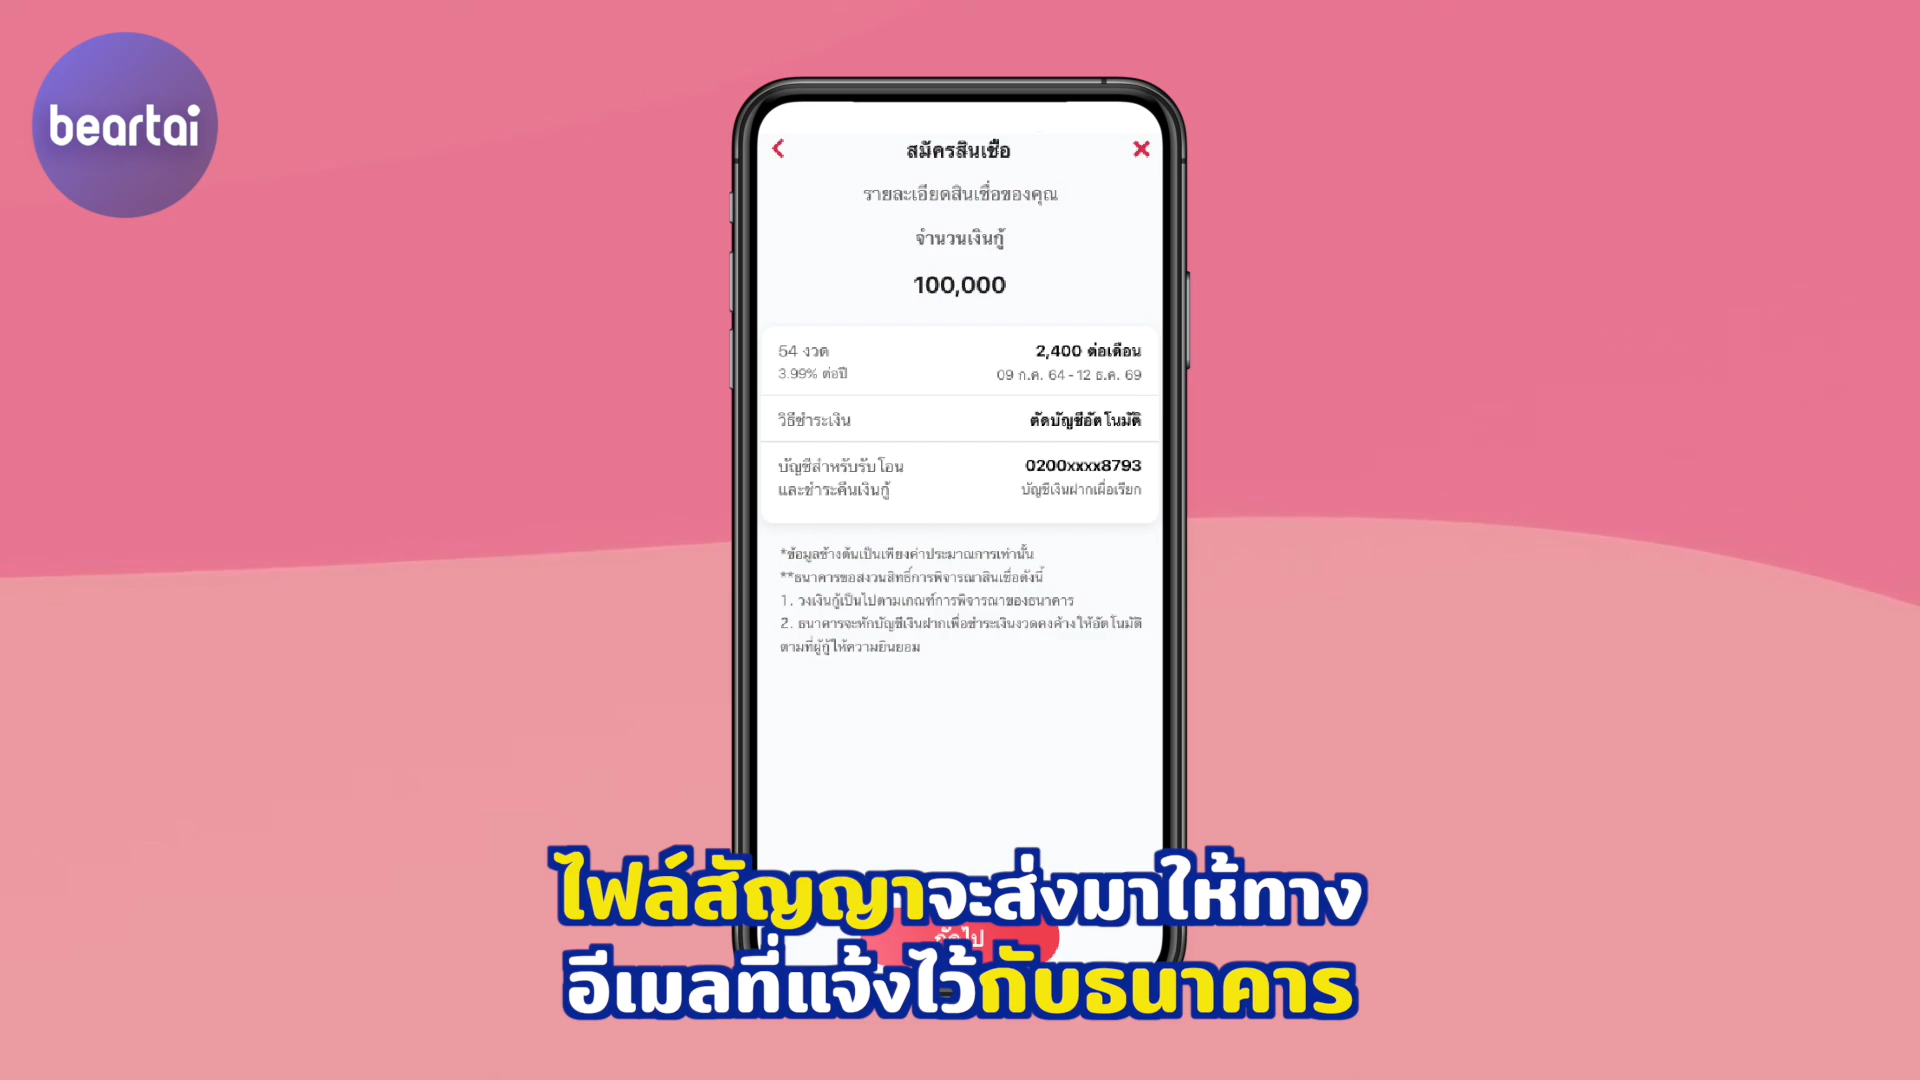 beartai
สมัครสินเชื่อ
รายละเอียดสินเชื่อของคุณ
จำนวนเงินกู้
100,000
54 งวด
2,400 ต่อเดือน
3.99% ต่อปี
09 ก.ค. 64 - 12 ธ.ค. 69
วิธีชำระเงิน
ตัดบัญชีอัตโนมัติ
บัญชีสำหรับรับโอน
และชำระคืนเงินกู้
0200xxxx8793
บัญชีเงินฝากเผื่อเรียก
*ข้อมูลข้างต้นเป็นเพียงค่าประมาณการเท่านั้น
**ธนาคารขอสงวนสิทธิ์การพิจารณาสินเชื่อดังนี้
1. วงเงินกู้เป็นไปตามเกณฑ์การพิจารณาของธนาคาร
2. ธนาคารจะหักบัญชีเงินฝากเพื่อชำระเงินงวดคงค้างให้อัตโนมัติ
ตามที่ผู้กู้ให้ความยินยอม
ถัดไป
ไฟล์สัญญาจะส่งมาให้ทาง
อีเมลที่แจ้งไว้กับธนาคาร